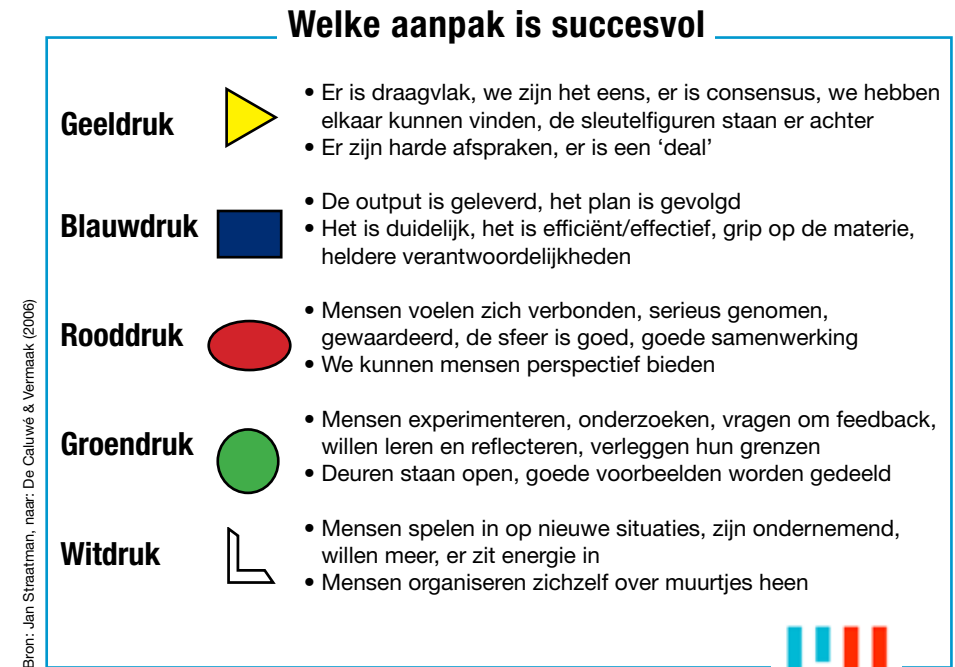 Welke aanpak is succesvol
Geeldruk
• Er is draagvlak, we zijn het eens, er is consensus, we hebben
elkaar kunnen vinden, de sleutelfiguren staan er achter
• Er zijn harde afspraken, er is een ‘deal’
Blauwdruk
• De output is geleverd, het plan is gevolgd
• Het is duidelijk, het is efficiënt/effectief, grip op de materie,
heldere verantwoordelijkheden
Rooddruk
• Mensen voelen zich verbonden, serieus genomen,
gewaardeerd, de sfeer is goed, goede samenwerking
• We kunnen mensen perspectief bieden
Groendruk
• Mensen experimenteren, onderzoeken, vragen om feedback,
willen leren en reflecteren, verleggen hun grenzen
• Deuren staan open, goede voorbeelden worden gedeeld
Witdruk
• Mensen spelen in op nieuwe situaties, zijn ondernemend,
willen meer, er zit energie in
• Mensen organiseren zichzelf over muurtjes heen
Bron: Jan Straatman, naar: De Caluwé & Vermaak (2006)